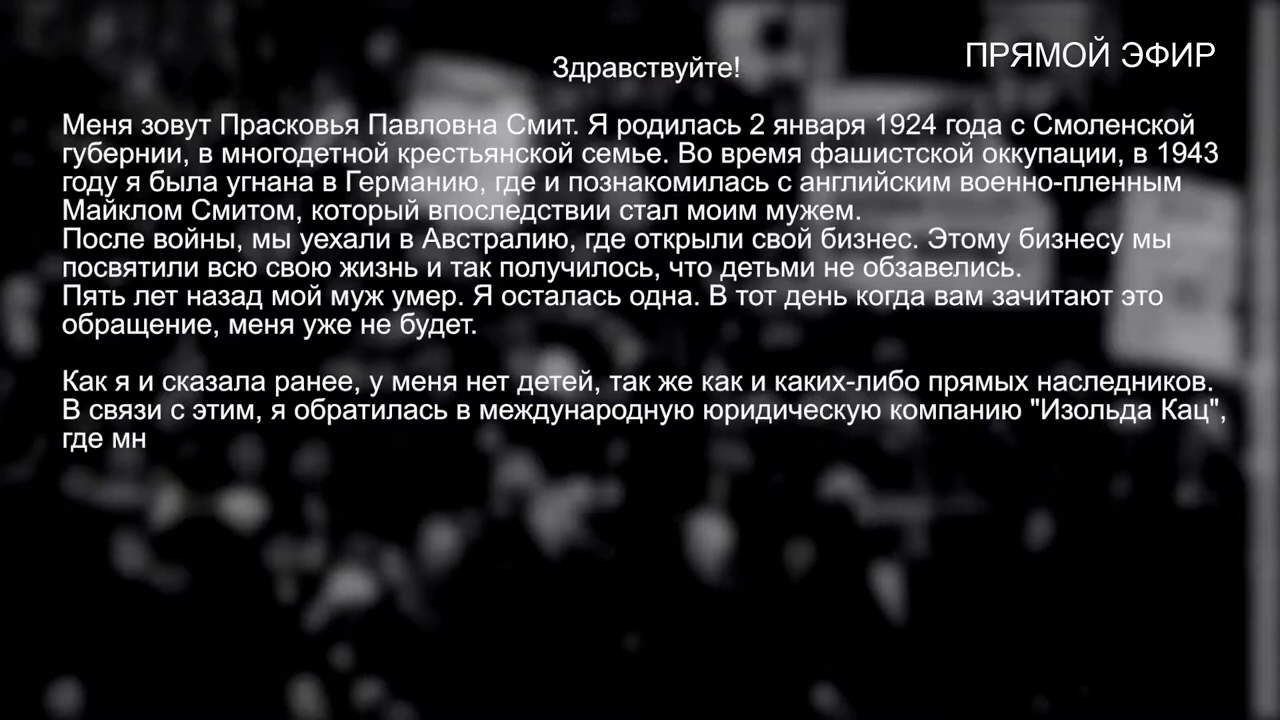 ПРЯМОЙ ЭФИР
Здравствуйте!
Меня зовут Прасковья Павловна Смит. Я родилась 2 января 1924 года с Смоленской
губернии, в многодетной крестьянской семье. Во время фашистской оккупации, в 1943
году я была угнана в Германию, где и познакомилась с английским военно-пленным
Майклом Смитом, который впоследствии стал моим мужем.
После войны, мы уехали в Австралию, где открыли свой бизнес. Этому бизнесу мы
посвятили всю свою жизнь и так получилось, что детьми не обзавелись.
Пять лет назад мой муж умер. Я осталась одна. В тот день когда вам зачитают это
обращение, меня уже не будет.
Как я и сказала ранее, у меня нет детей, так же как и каких-либо прямых наследников.
В связи с этим, я обратилась в международную юридическую компанию "Изольда Кац",
где мн